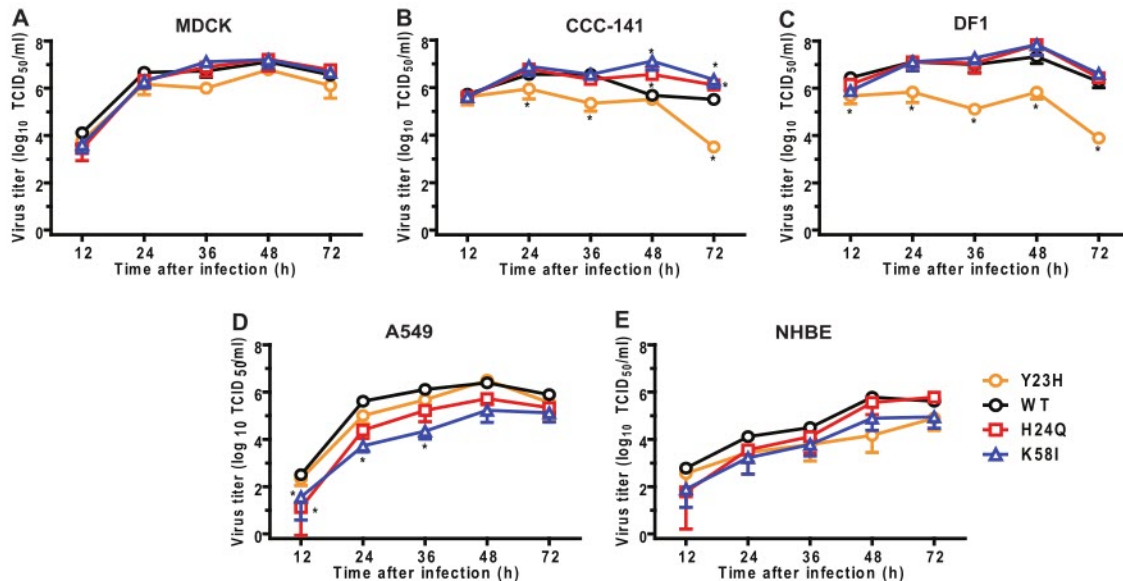 A MDCK
Virus titer (log10 TCID50/ml)
8
6
4
2
0
12 24 36 48 72
Time after infection (h)
B CCC-141
Virus titer (log10 TCID50/ml)
8
6
4
2
0
* * * * * * *
12 24 36 48 72
Time after infection (h)
C DF1
Virus titer (log10 TCID50/ml)
8
6
4
2
0
* * * * *
12 24 36 48 72
Time after infection (h)
D A549
Virus titer (log 10 TCID50/ml)
8
6
4
2
0
* * * *
12 24 36 48 72
Time after infection (h)
E NHBE
Virus titer (log10 TCID50/ml)
8
6
4
2
0
12 24 36 48 72
Time after infection (h)
Y23H
WT
H24Q
K58I